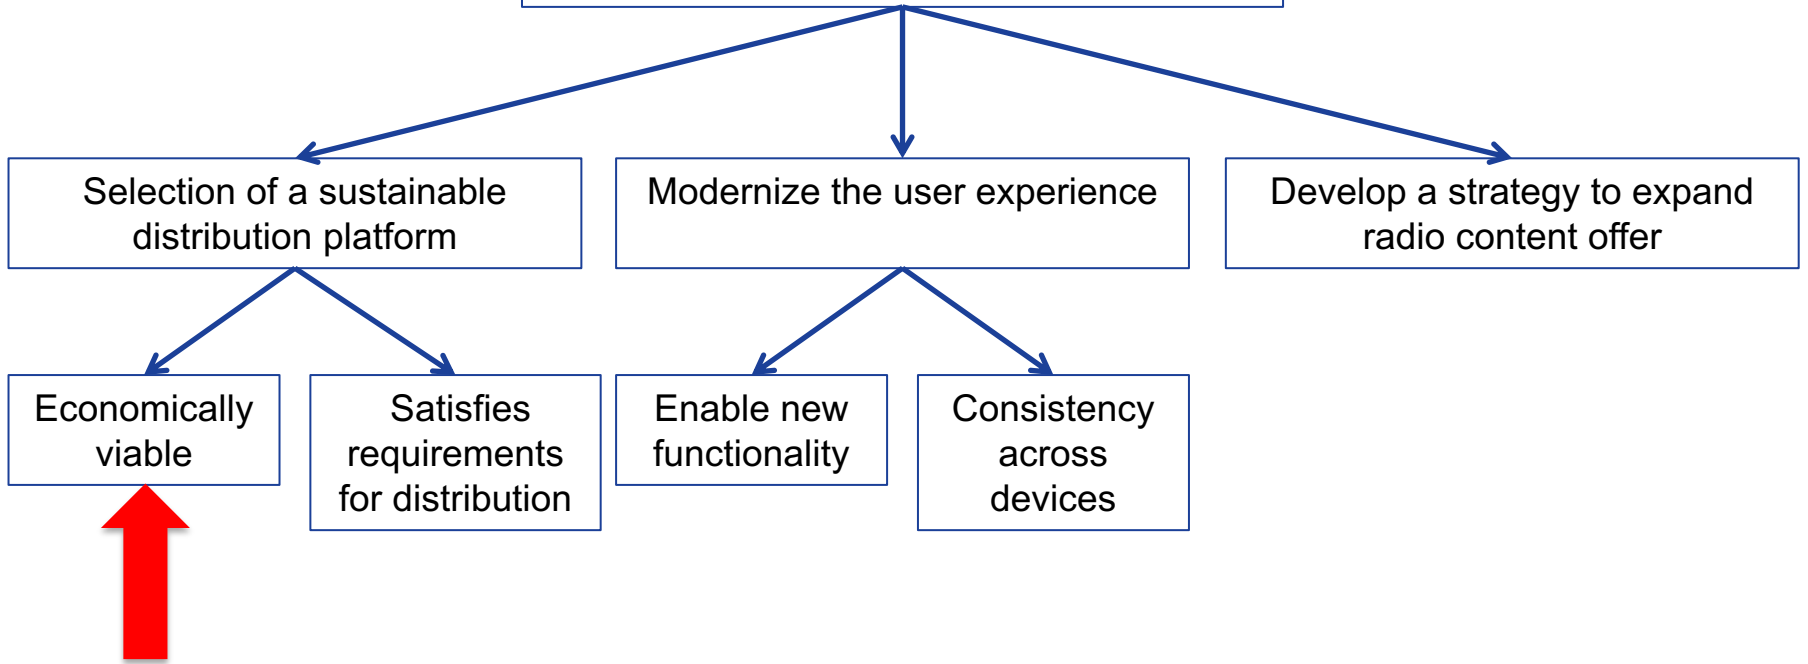 Selection of a sustainable
distribution platform
Modernize the user experience
Develop a strategy to expand
radio content offer
Economically
viable
Satisfies
requirements
for distribution
Enable new
functionality
Consistency
across
devices